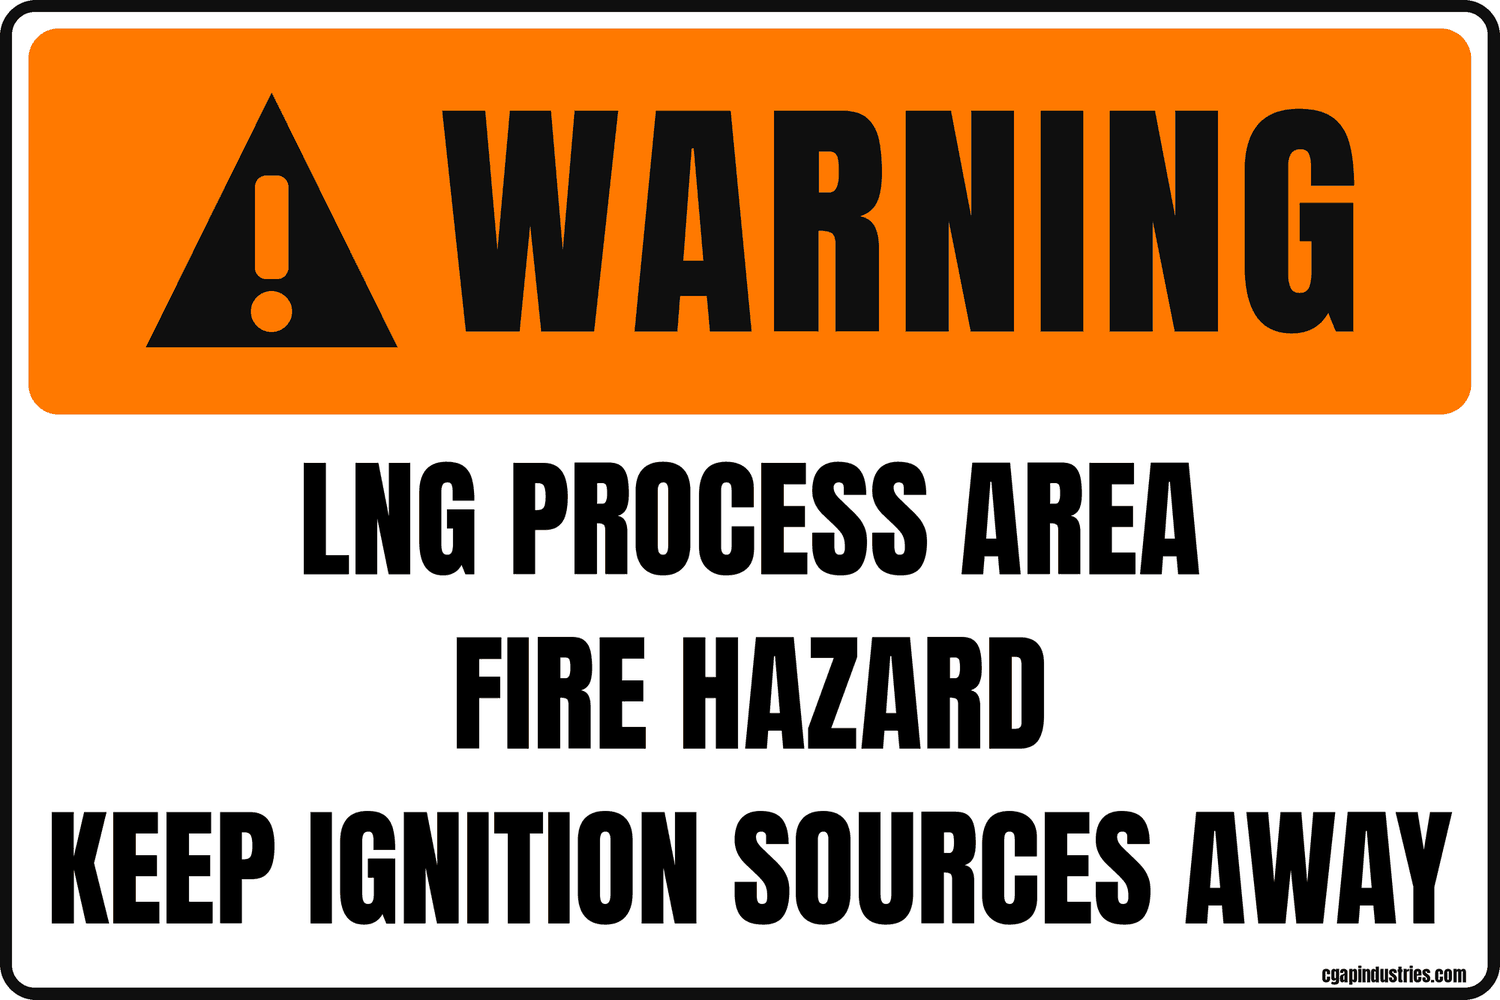 WARNING
LNG PROCESS AREA
FIRE HAZARD
KEEP IGNITION SOURCES AWAY
cgapindustries.com